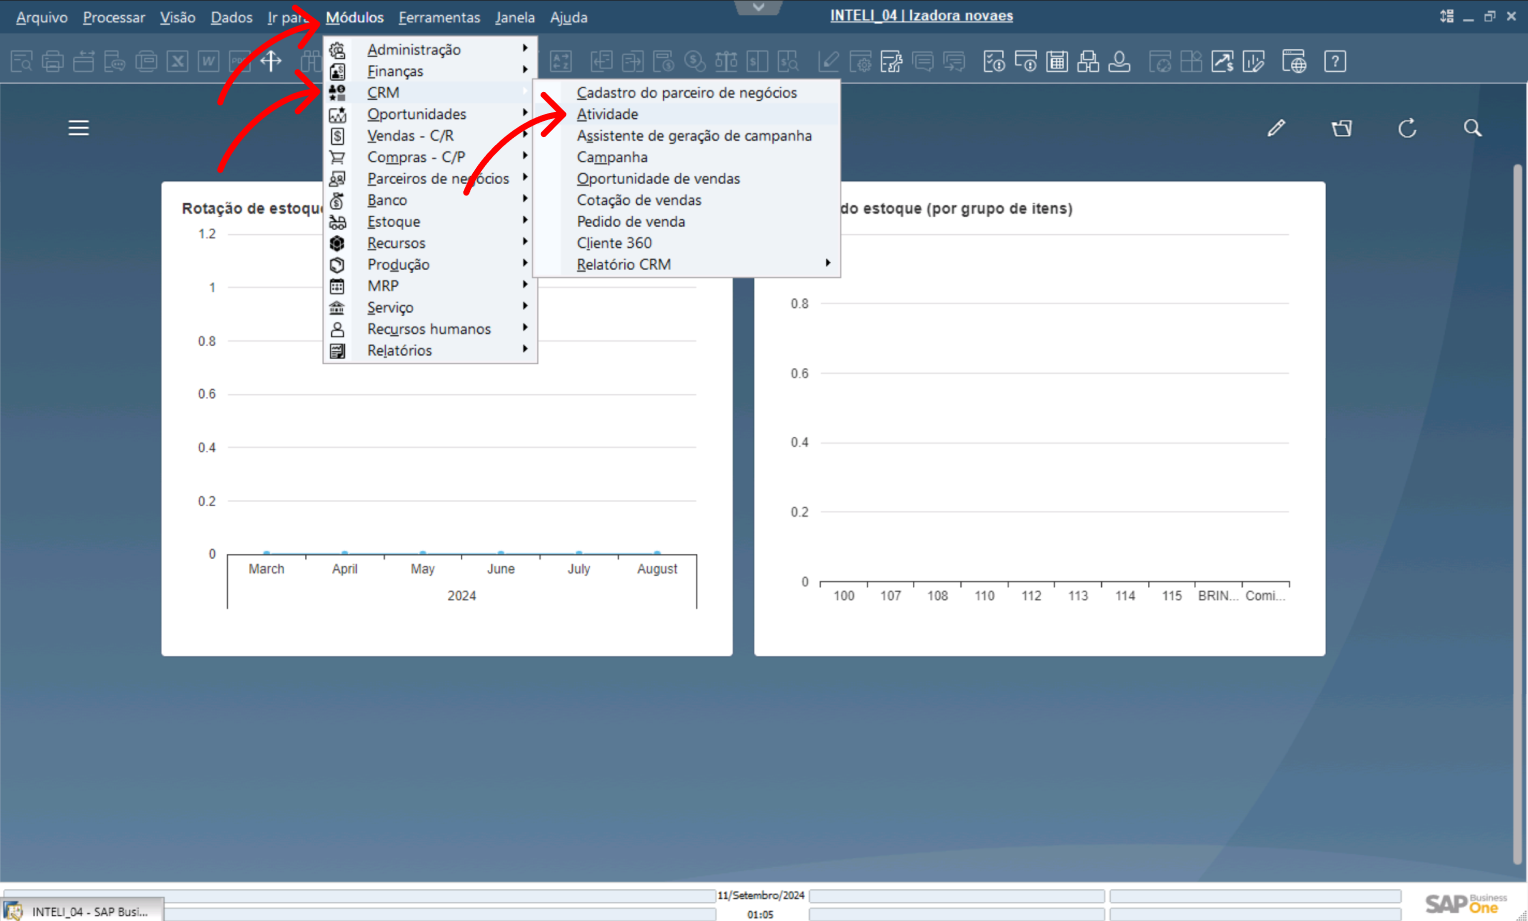 Arquivo Processar Visão Dados Ir para Módulos Ferramentas Janela Ajuda
INTELI_04 | Izadora novaes
Administração
Finanças
CRM
Oportunidades
Vendas - C/R
Compras - C/P
Parceiros de negócios
Banco
Estoque
Recursos
Produção
MRP
Serviço
Recursos humanos
Relatórios
Cadastro do parceiro de negócios
Atividade
Assistente de geração de campanha
Campanha
Oportunidade de vendas
Cotação de vendas
Pedido de venda
Cliente 360
Relatório CRM
Rotação de estoqu
1.2
1
0.8
0.6
0.4
0.2
0
March April May June July August
2024
do estoque (por grupo de itens)
0.8
0.6
0.4
0.2
0
100 107 108 110 112 113 114 115 BRIN... Comi...
11/Setembro/2024
01:05
INTELI_04 - SAP Busi...
SAP Business One